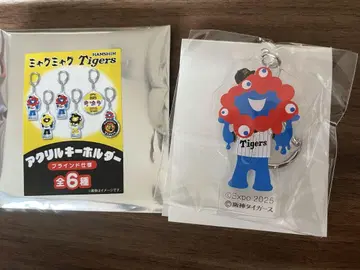 HANSHIN
ミャクミャク Tigers
アクリルキーホルダー
ブラインド仕様
全6種
Tigers
©Expo 2025
©阪神タイガース